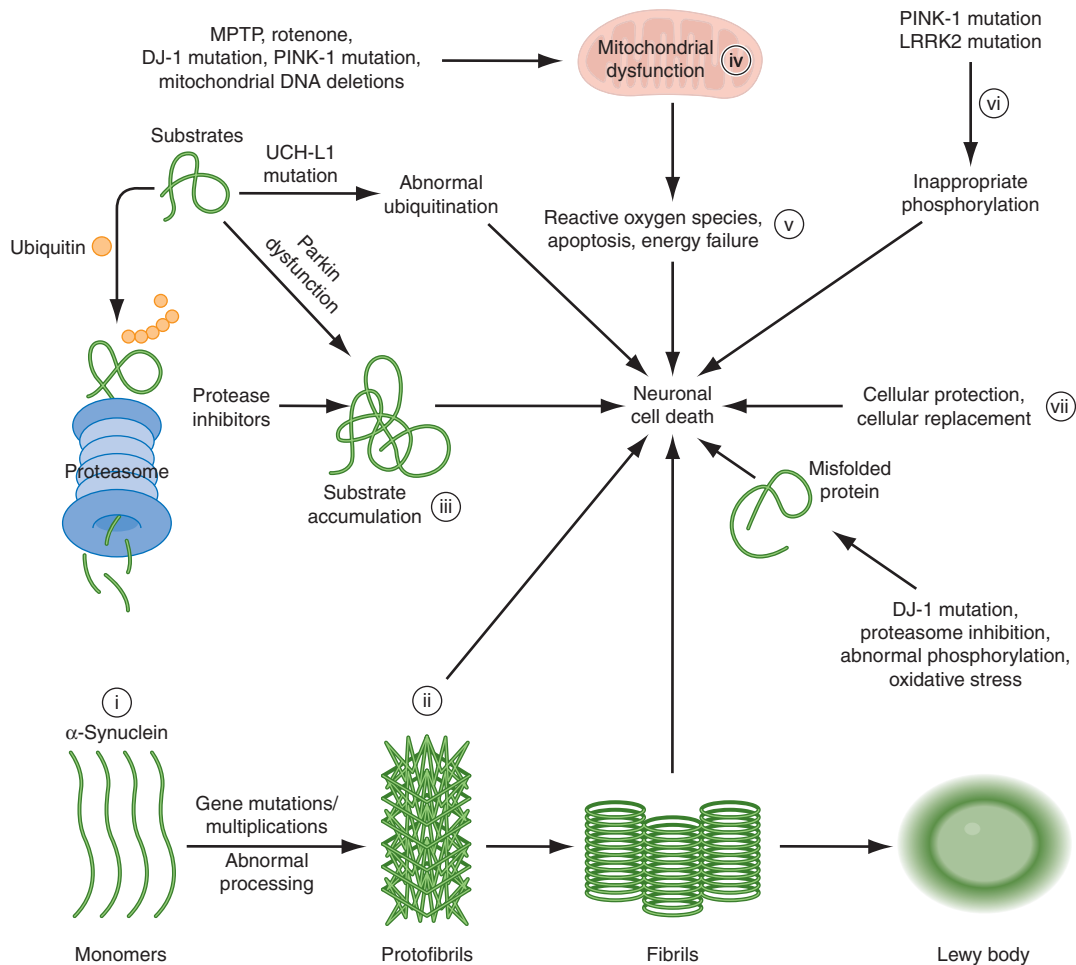 MPTP, rotenone,
DJ-1 mutation, PINK-1 mutation,
mitochondrial DNA deletions
Mitochondrial
dysfunction
iv
PINK-1 mutation
LRRK2 mutation
vi
Substrates
UCH-L1
mutation
Abnormal
ubiquitination
Reactive oxygen species,
apoptosis, energy failure
v
Inappropriate
phosphorylation
Ubiquitin
Parkin
dysfunction
Protease
inhibitors
Neuronal
cell death
Cellular protection,
cellular replacement
vii
Proteasome
Substrate
accumulation
iii
Misfolded
protein
DJ-1 mutation,
proteasome inhibition,
abnormal phosphorylation,
oxidative stress
i
α-Synuclein
ii
Gene mutations/
multiplications
Abnormal
processing
Monomers
Protofibrils
Fibrils
Lewy body